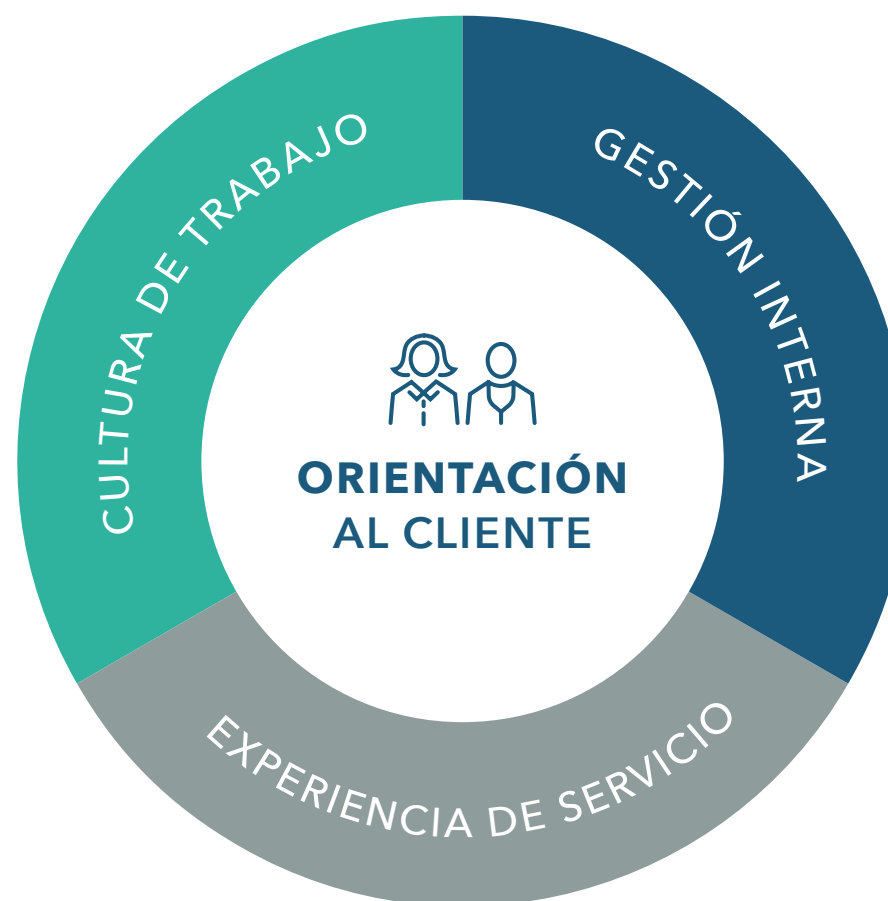 CULTURA DE TRABAJO
GESTIÓN INTERNA
ORIENTACIÓN
AL CLIENTE
EXPERIENCIA DE SERVICIO